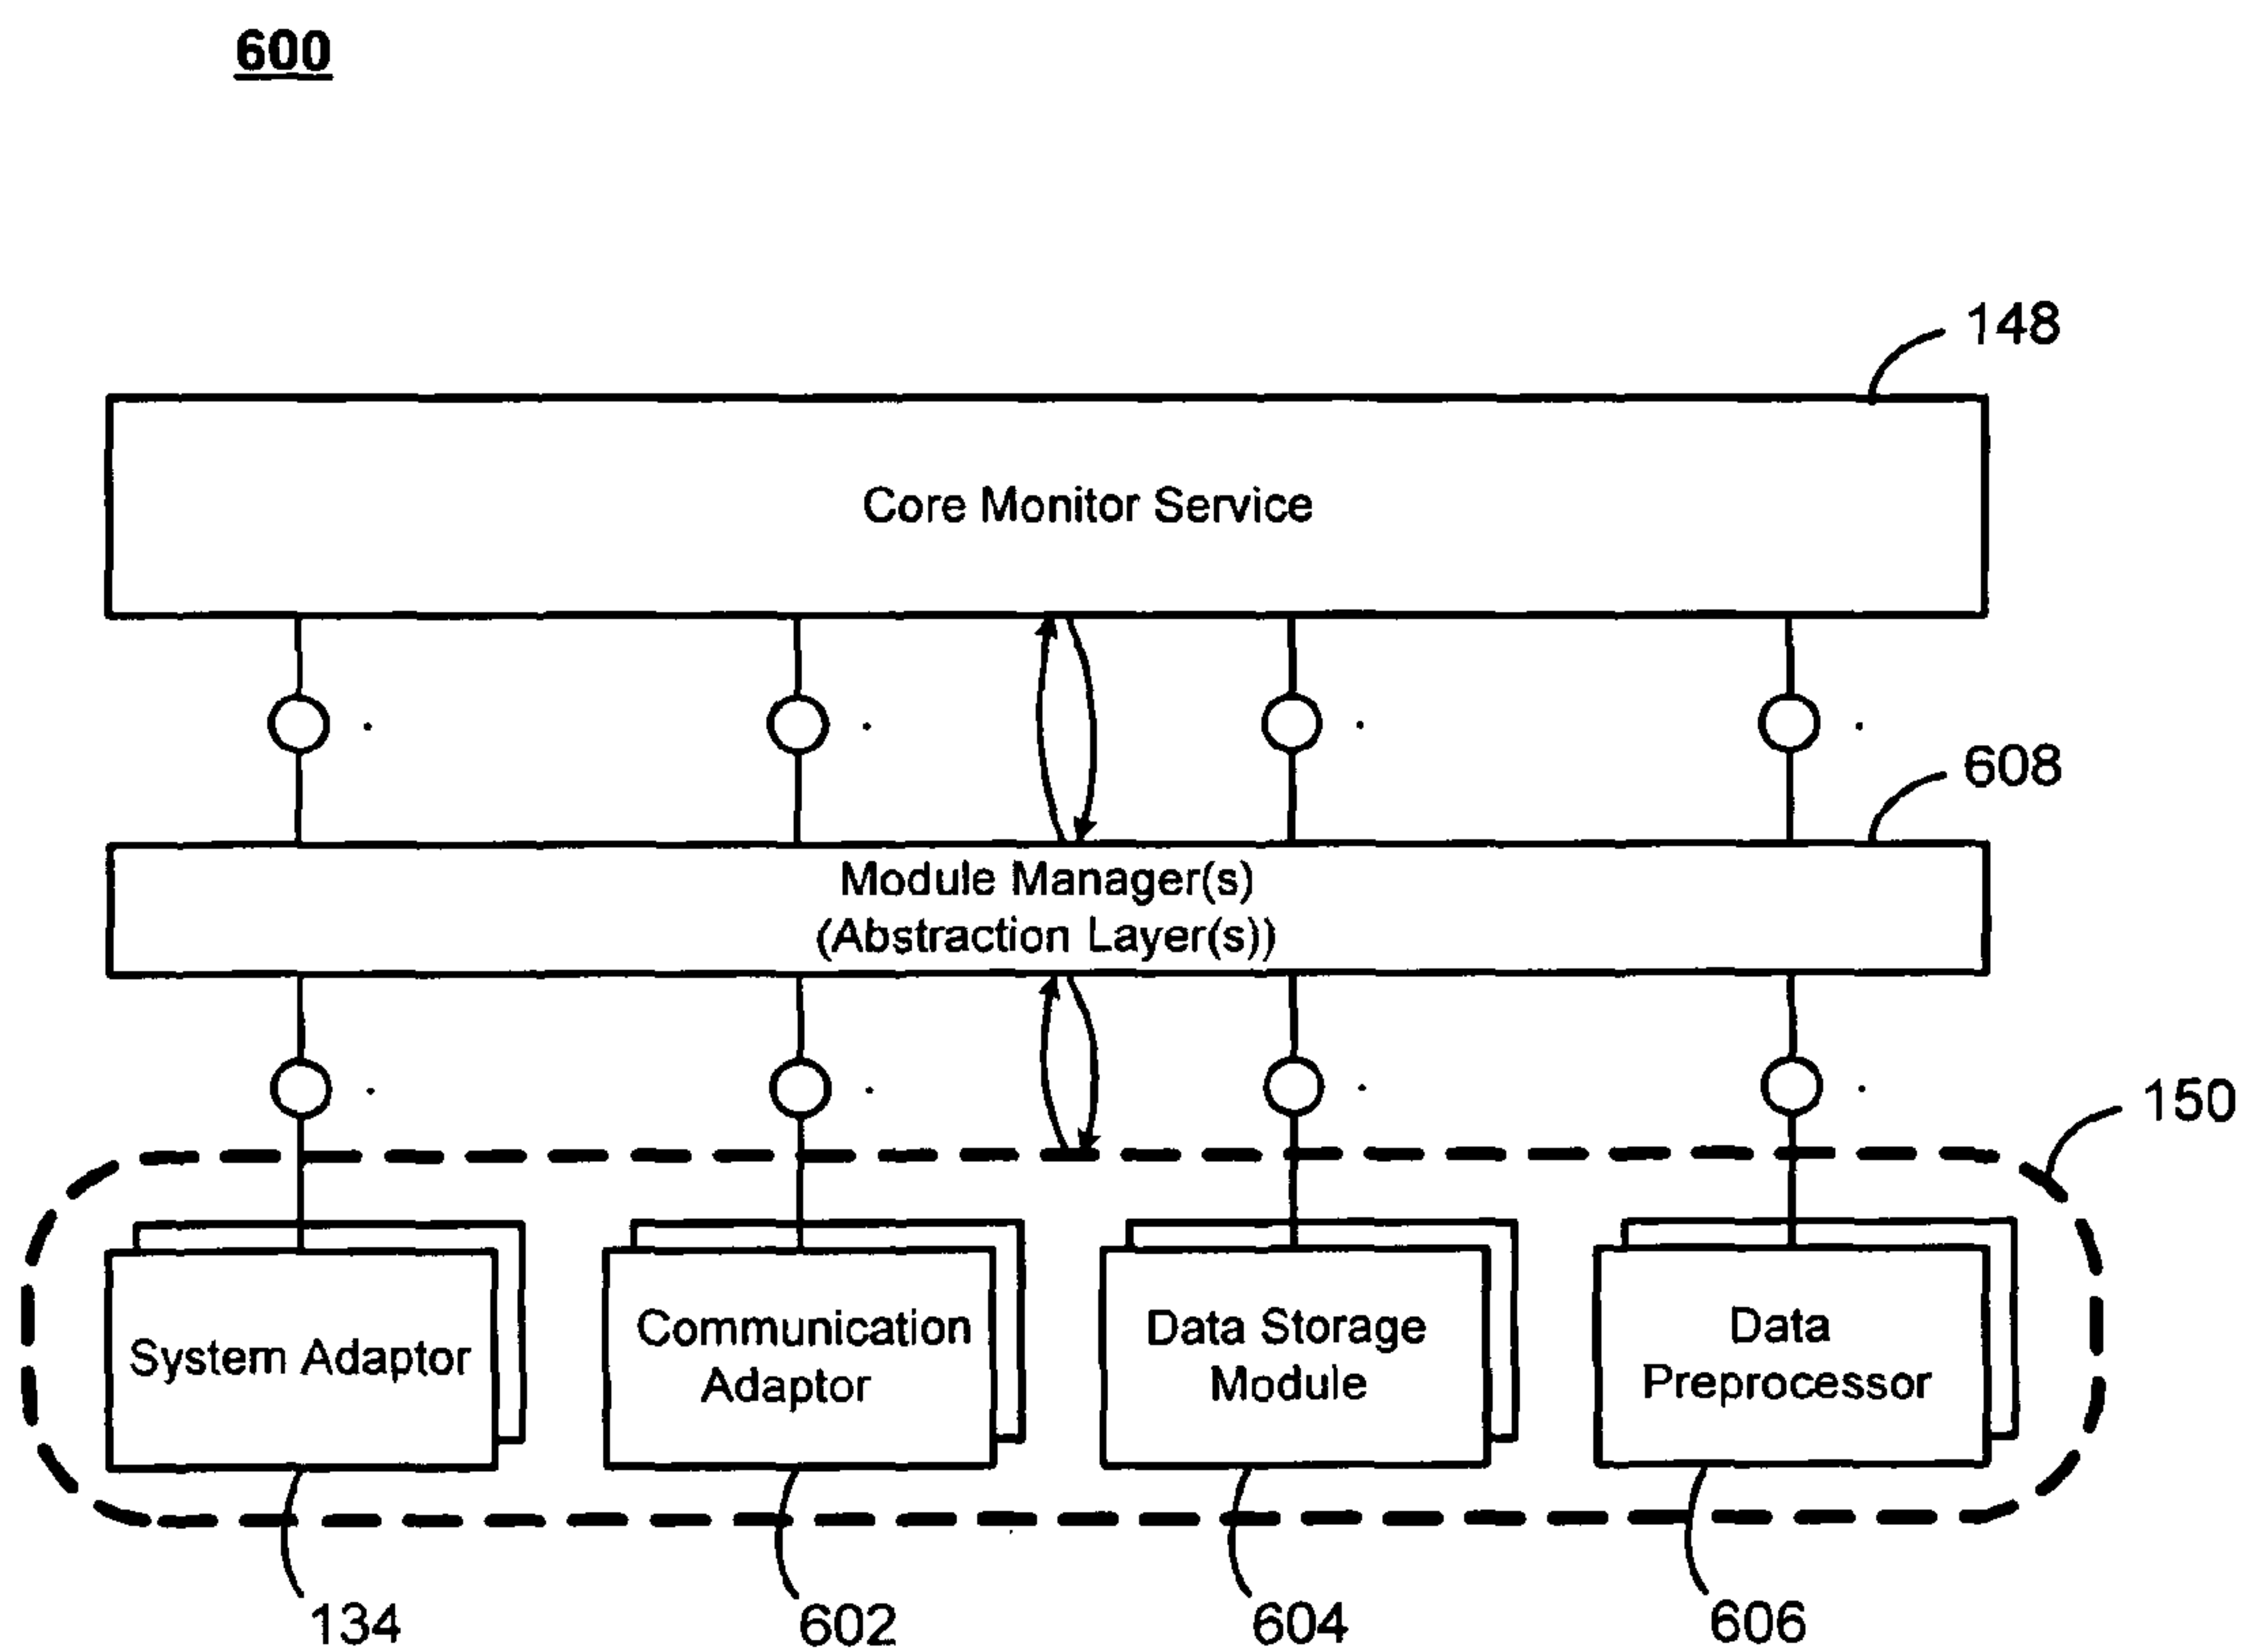 600
148
Core Monitor Service
608
Module Manager(s)
(Abstraction Layer(s))
150
System Adaptor
Communication
Adaptor
Data Storage
Module
Data
Preprocessor
134
602
604
606